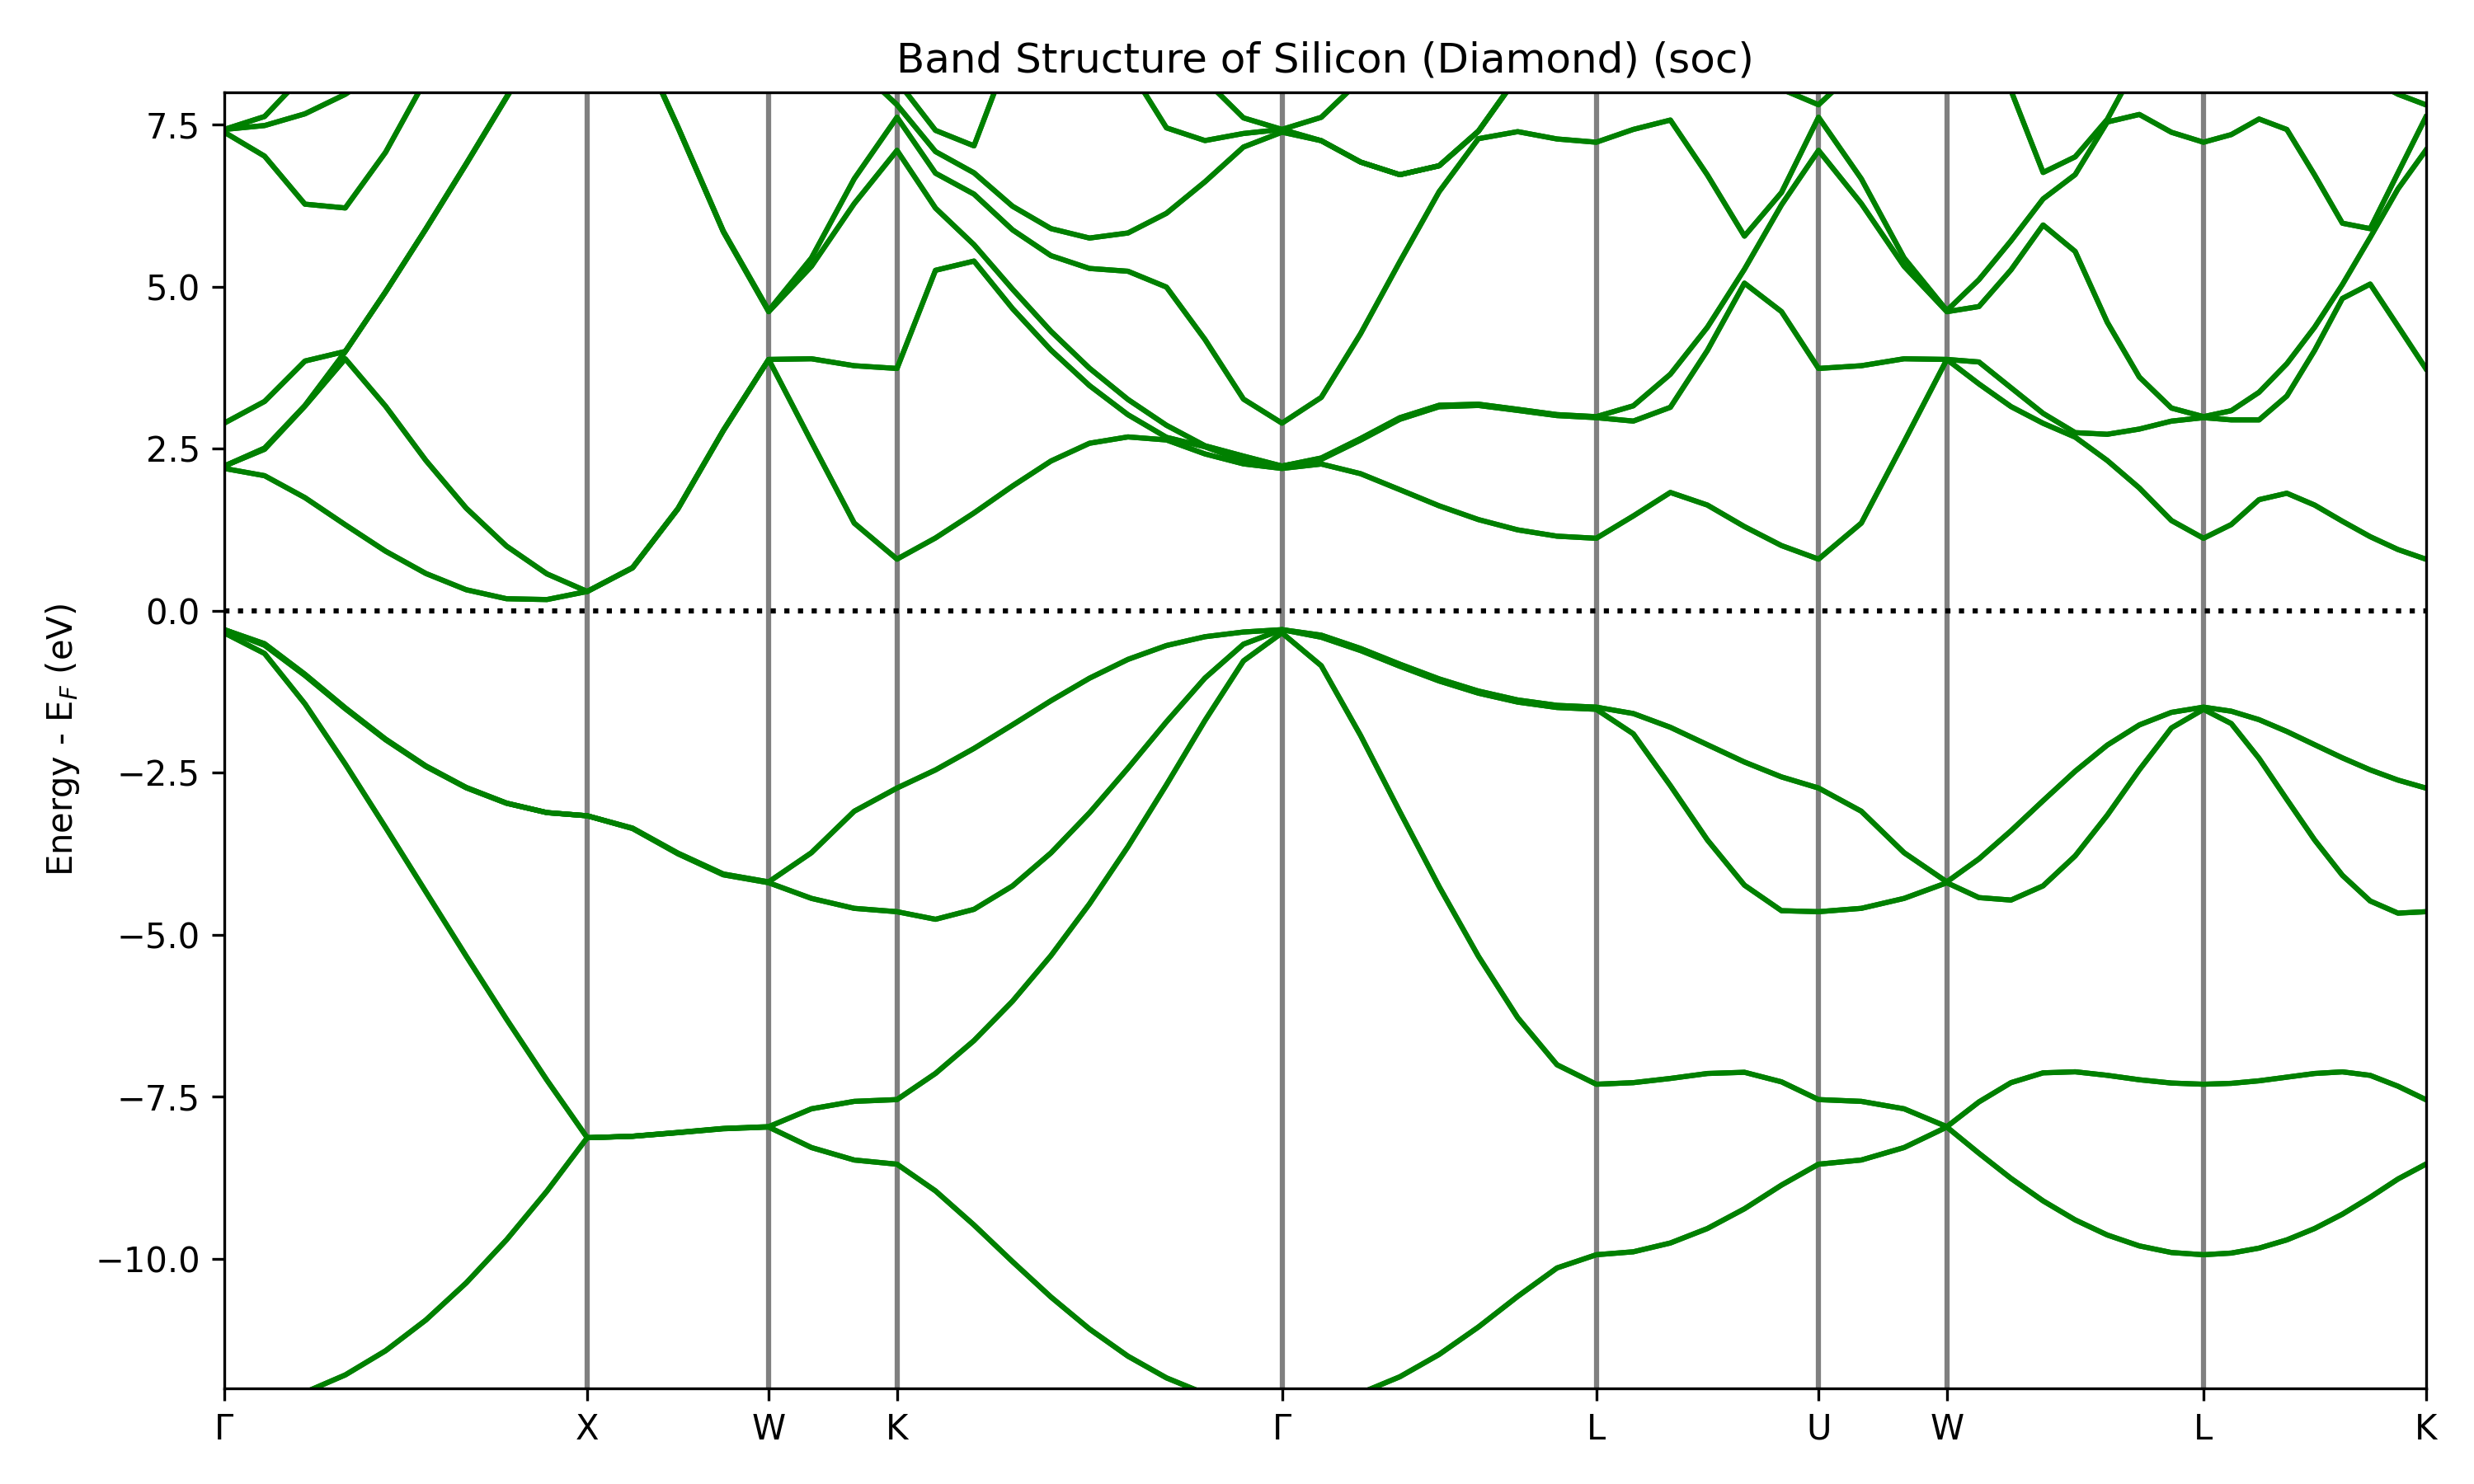 Band Structure of Silicon (Diamond) (soc)
Energy - E_F (eV)
7.5
5.0
2.5
0.0
−2.5
−5.0
−7.5
−10.0
Γ X W K Γ L U W L K